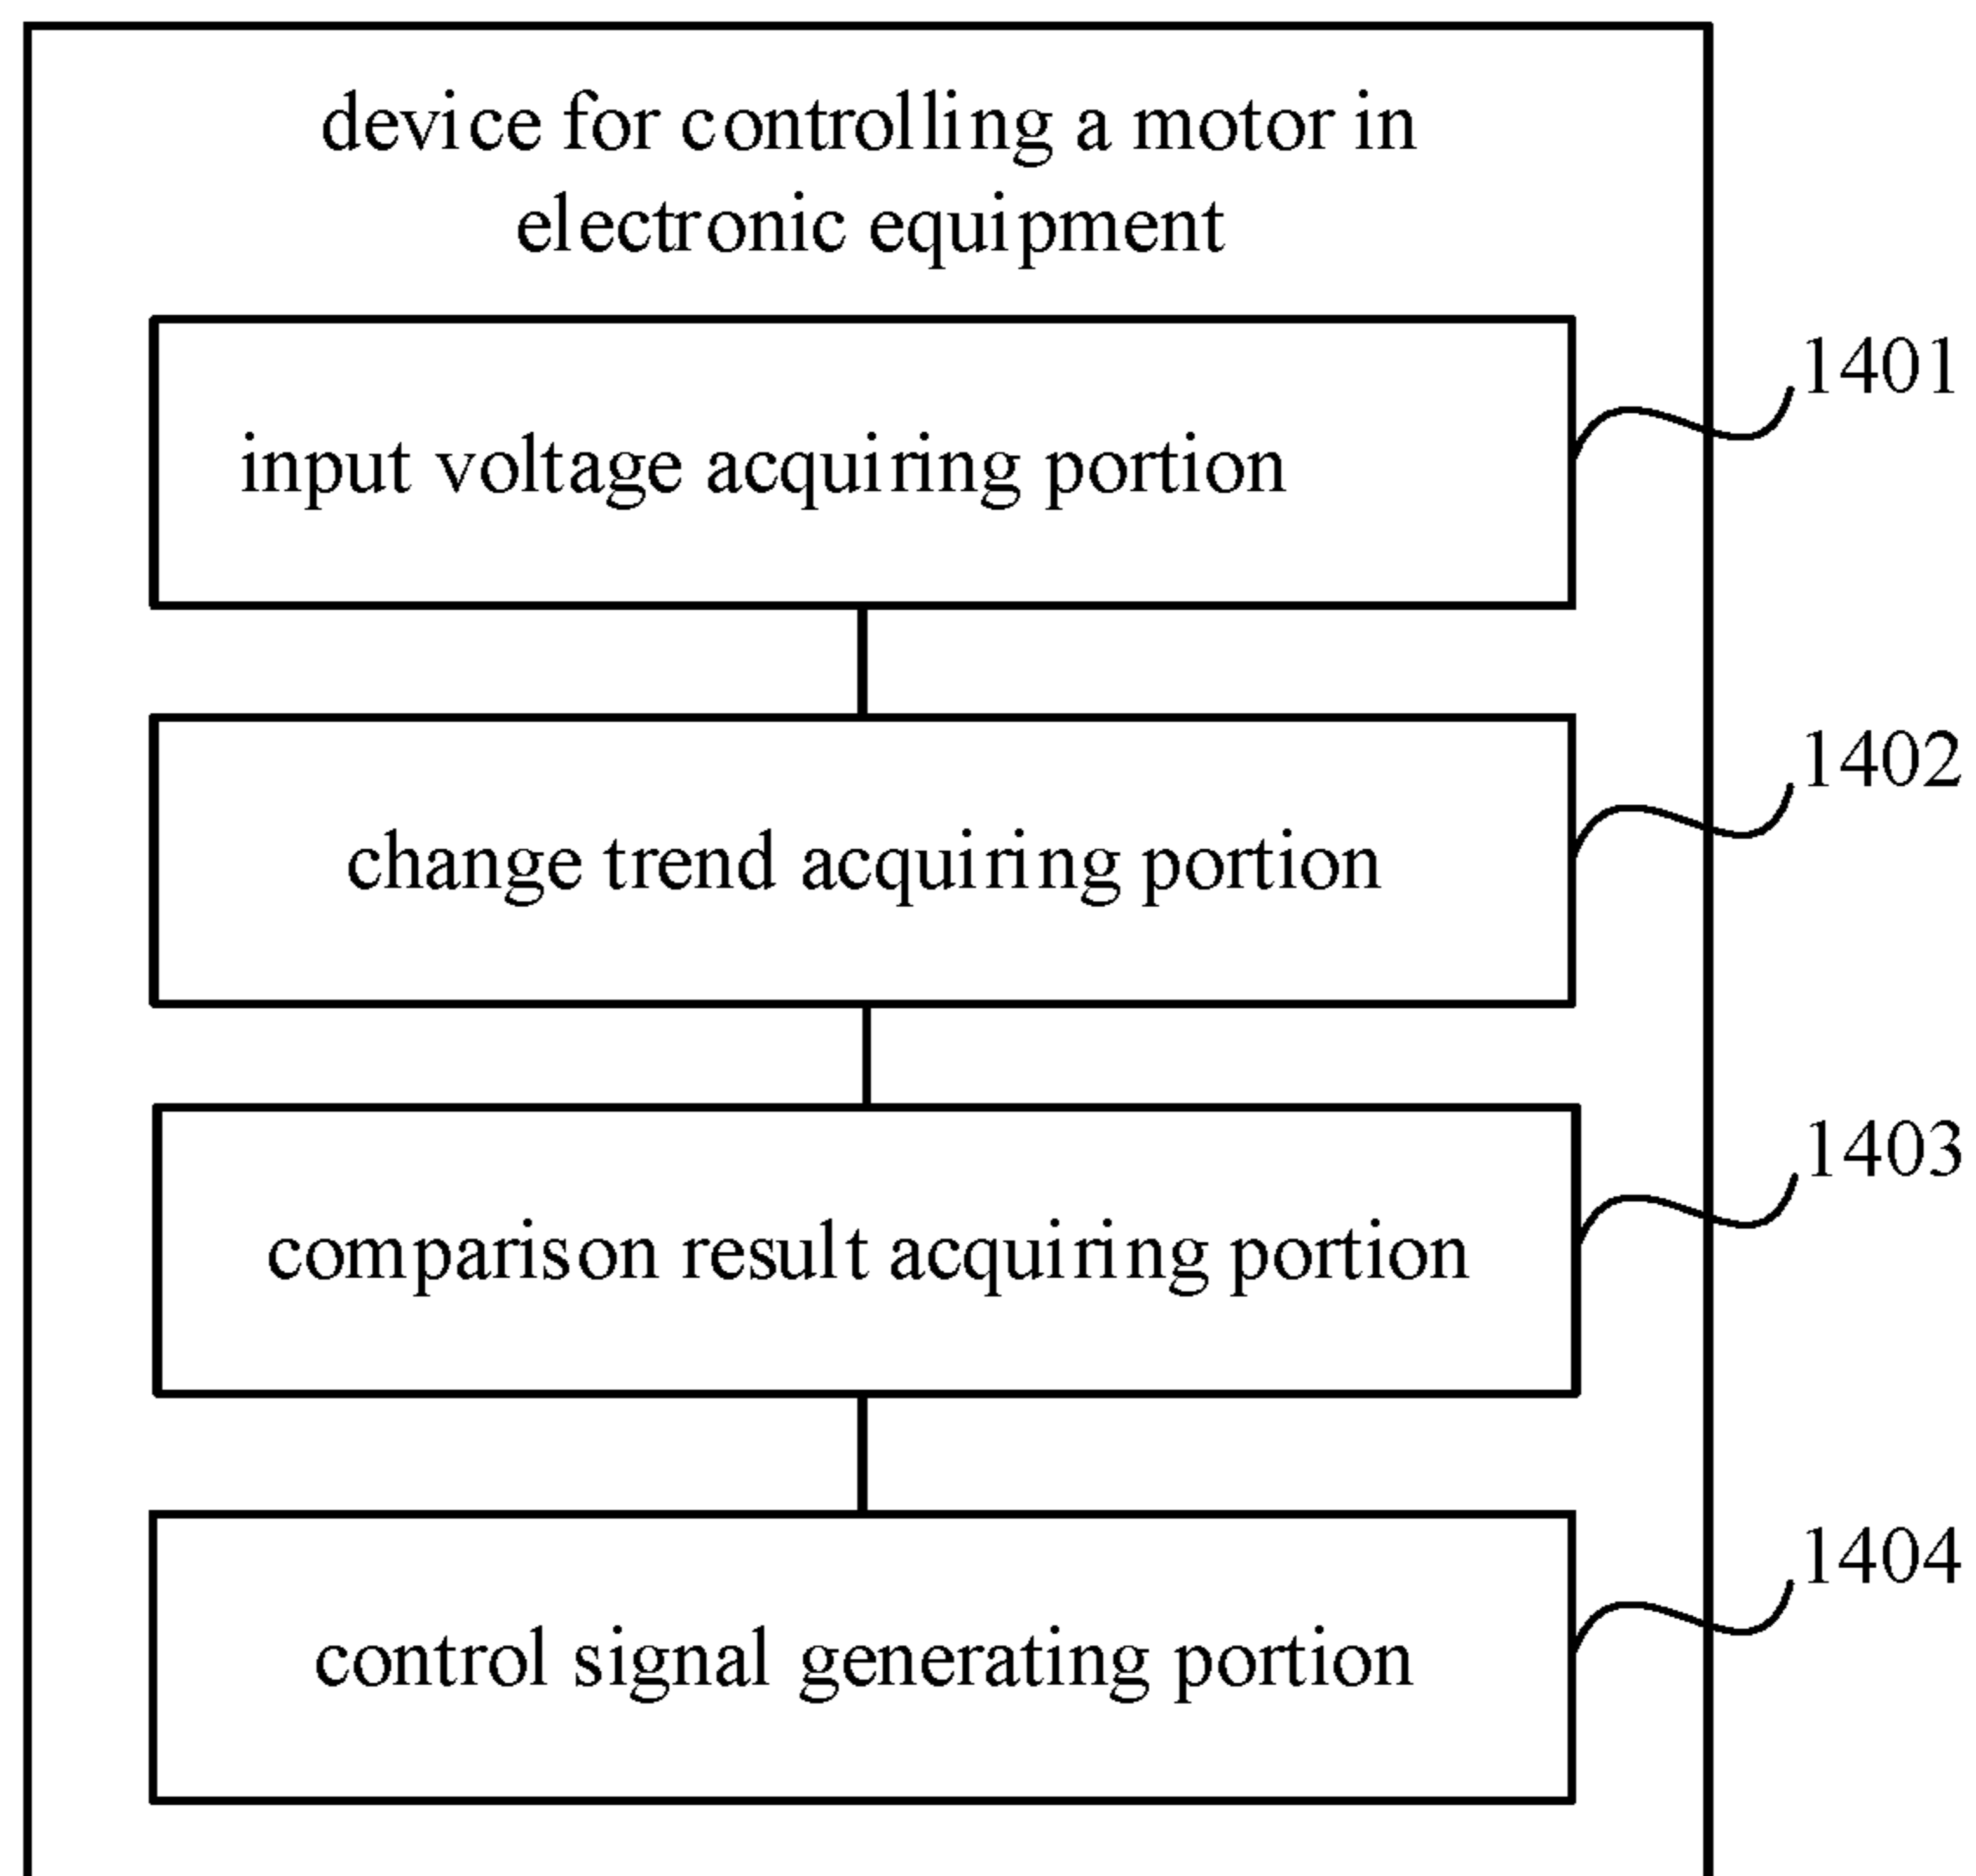 device for controlling a motor in
electronic equipment
1401
input voltage acquiring portion
1402
change trend acquiring portion
1403
comparison result acquiring portion
1404
control signal generating portion